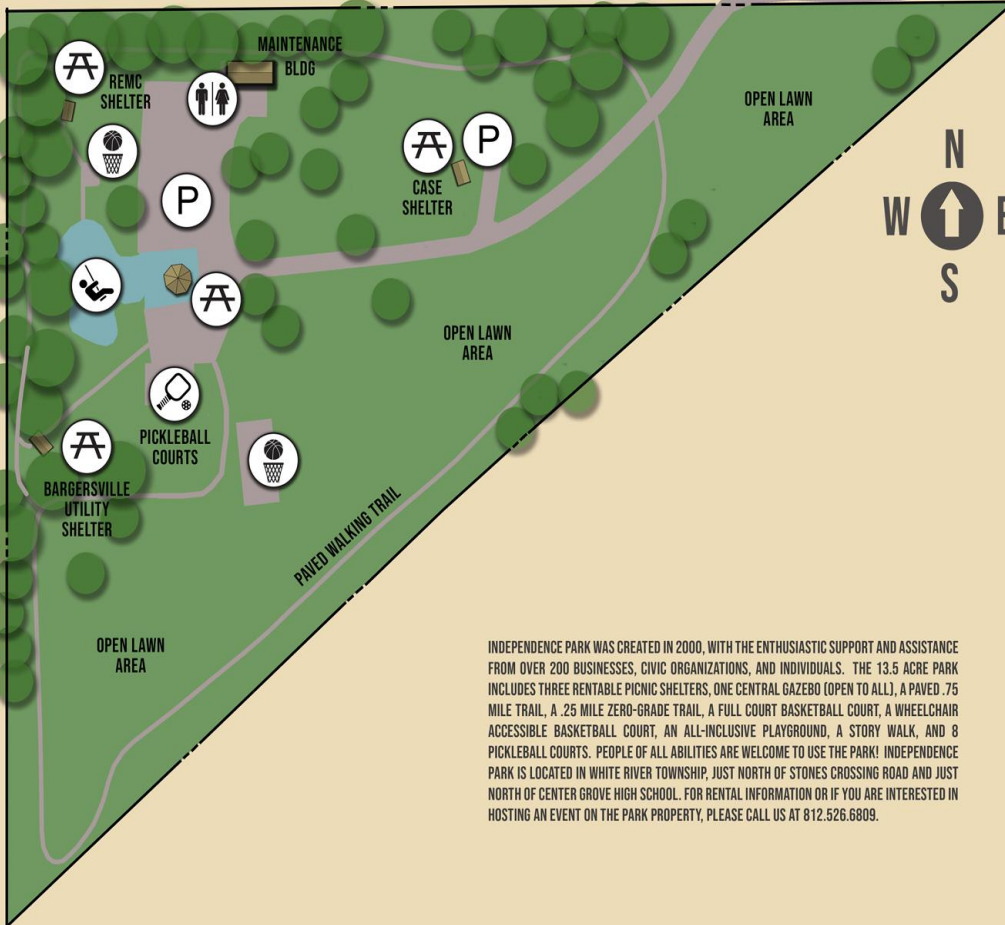 MAINTENANCE
BLDG
REMC
SHELTER
P
CASE
SHELTER
P
OPEN LAWN
AREA
N
W
E
S
OPEN LAWN
AREA
PICKLEBALL
COURTS
BARGERSVILLE
UTILITY
SHELTER
PAVED WALKING TRAIL
OPEN LAWN
AREA
INDEPENDENCE PARK WAS CREATED IN 2000, WITH THE ENTHUSIASTIC SUPPORT AND ASSISTANCE
FROM OVER 200 BUSINESSES, CIVIC ORGANIZATIONS, AND INDIVIDUALS. THE 13.5 ACRE PARK
INCLUDES THREE RENTABLE PICNIC SHELTERS, ONE CENTRAL GAZEBO (OPEN TO ALL), A PAVED .75
MILE TRAIL, A .25 MILE ZERO-GRADE TRAIL, A FULL COURT BASKETBALL COURT, A WHEELCHAIR
ACCESSIBLE BASKETBALL COURT, AN ALL-INCLUSIVE PLAYGROUND, A STORY WALK, AND 8
PICKLEBALL COURTS. PEOPLE OF ALL ABILITIES ARE WELCOME TO USE THE PARK! INDEPENDENCE
PARK IS LOCATED IN WHITE RIVER TOWNSHIP, JUST NORTH OF STONES CROSSING ROAD AND JUST
NORTH OF CENTER GROVE HIGH SCHOOL. FOR RENTAL INFORMATION OR IF YOU ARE INTERESTED IN
HOSTING AN EVENT ON THE PARK PROPERTY, PLEASE CALL US AT 812.526.6809.